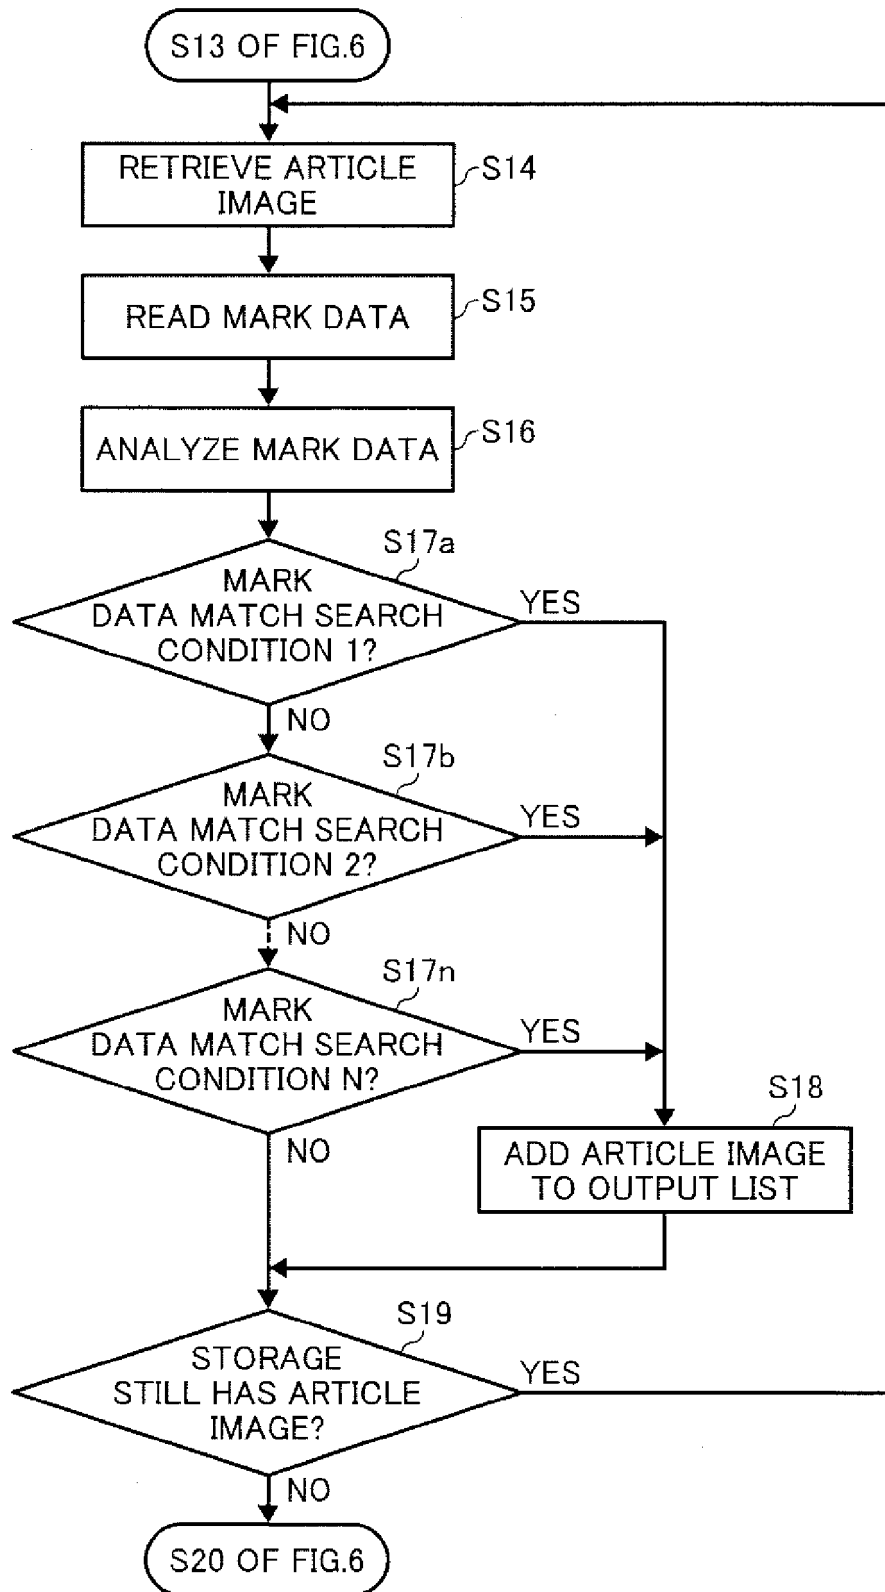 S13 OF FIG.6
RETRIEVE ARTICLE
IMAGE
S14
READ MARK DATA
S15
ANALYZE MARK DATA
S16
S17a
MARK
DATA MATCH SEARCH
CONDITION 1?
YES
NO
S17b
MARK
DATA MATCH SEARCH
CONDITION 2?
YES
NO
S17n
MARK
DATA MATCH SEARCH
CONDITION N?
YES
NO
S18
ADD ARTICLE IMAGE
TO OUTPUT LIST
S19
STORAGE
STILL HAS ARTICLE
IMAGE?
YES
NO
S20 OF FIG.6